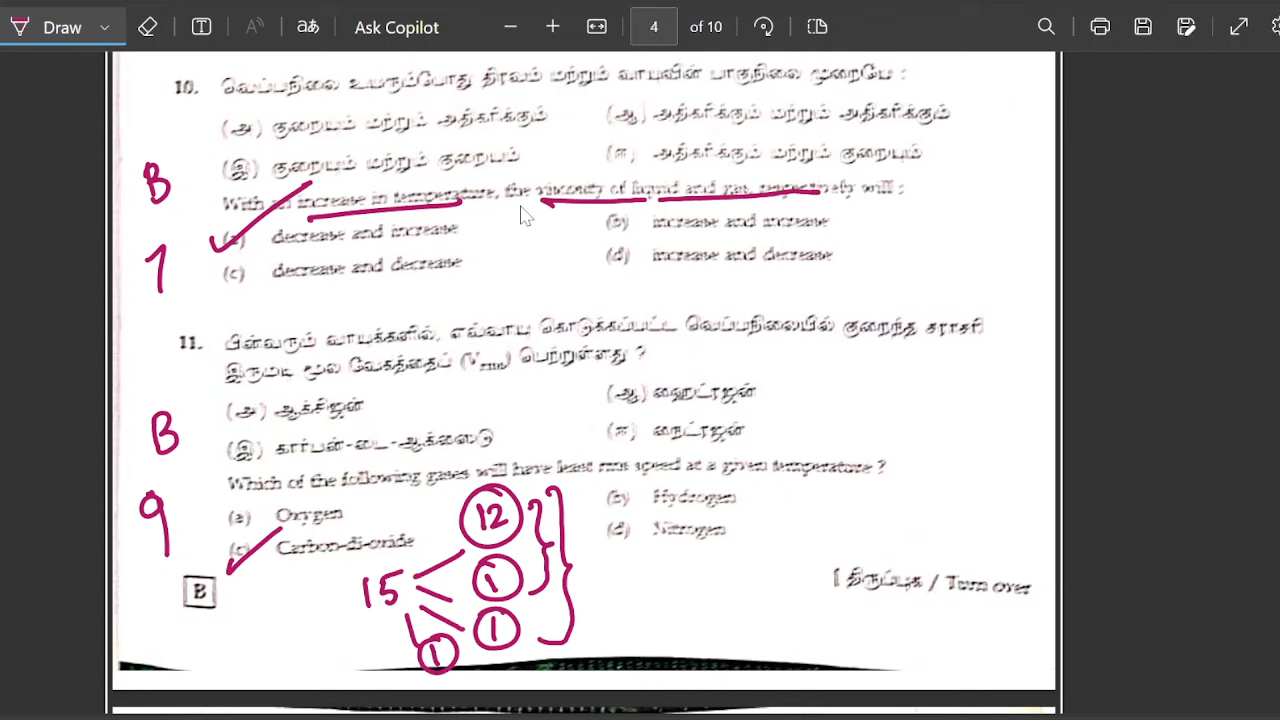 Draw
Ask Copilot
4 of 10
10. வெப்பநிலை உயரும்போது திரவம் மற்றும் வாயுவின் பாகுநிலை முறையே :
(அ) குறையும் மற்றும் அதிகரிக்கும் (ஆ) அதிகரிக்கும் மற்றும் அதிகரிக்கும்
(இ) குறையும் மற்றும் குறையும் (ஈ) அதிகரிக்கும் மற்றும் குறையும்
B
With an increase in temperature, the viscosity of liquid and gas, respectively will :
(a) decrease and increase (b) increase and increase
1
(c) decrease and decrease (d) increase and decrease
11. பின்வரும் வாயுக்களில், எவ்வாயு கொடுக்கப்பட்ட வெப்பநிலையில் குறைந்த சராசரி
இருமடி மூல வேகத்தைப் (Vrms) பெற்றுள்ளது ?
(அ) ஆக்சிஜன் (ஆ) ஹைட்ரஜன்
B
(இ) கார்பன்-டை-ஆக்ஸைடு (ஈ) நைட்ரஜன்
Which of the following gases will have least rms speed at a given temperature ?
(a) Oxygen (b) Hydrogen
9
(c) Carbon-di-oxide (d) Nitrogen
12
15
1
1
1
B
[ திருப்புக / Turn over